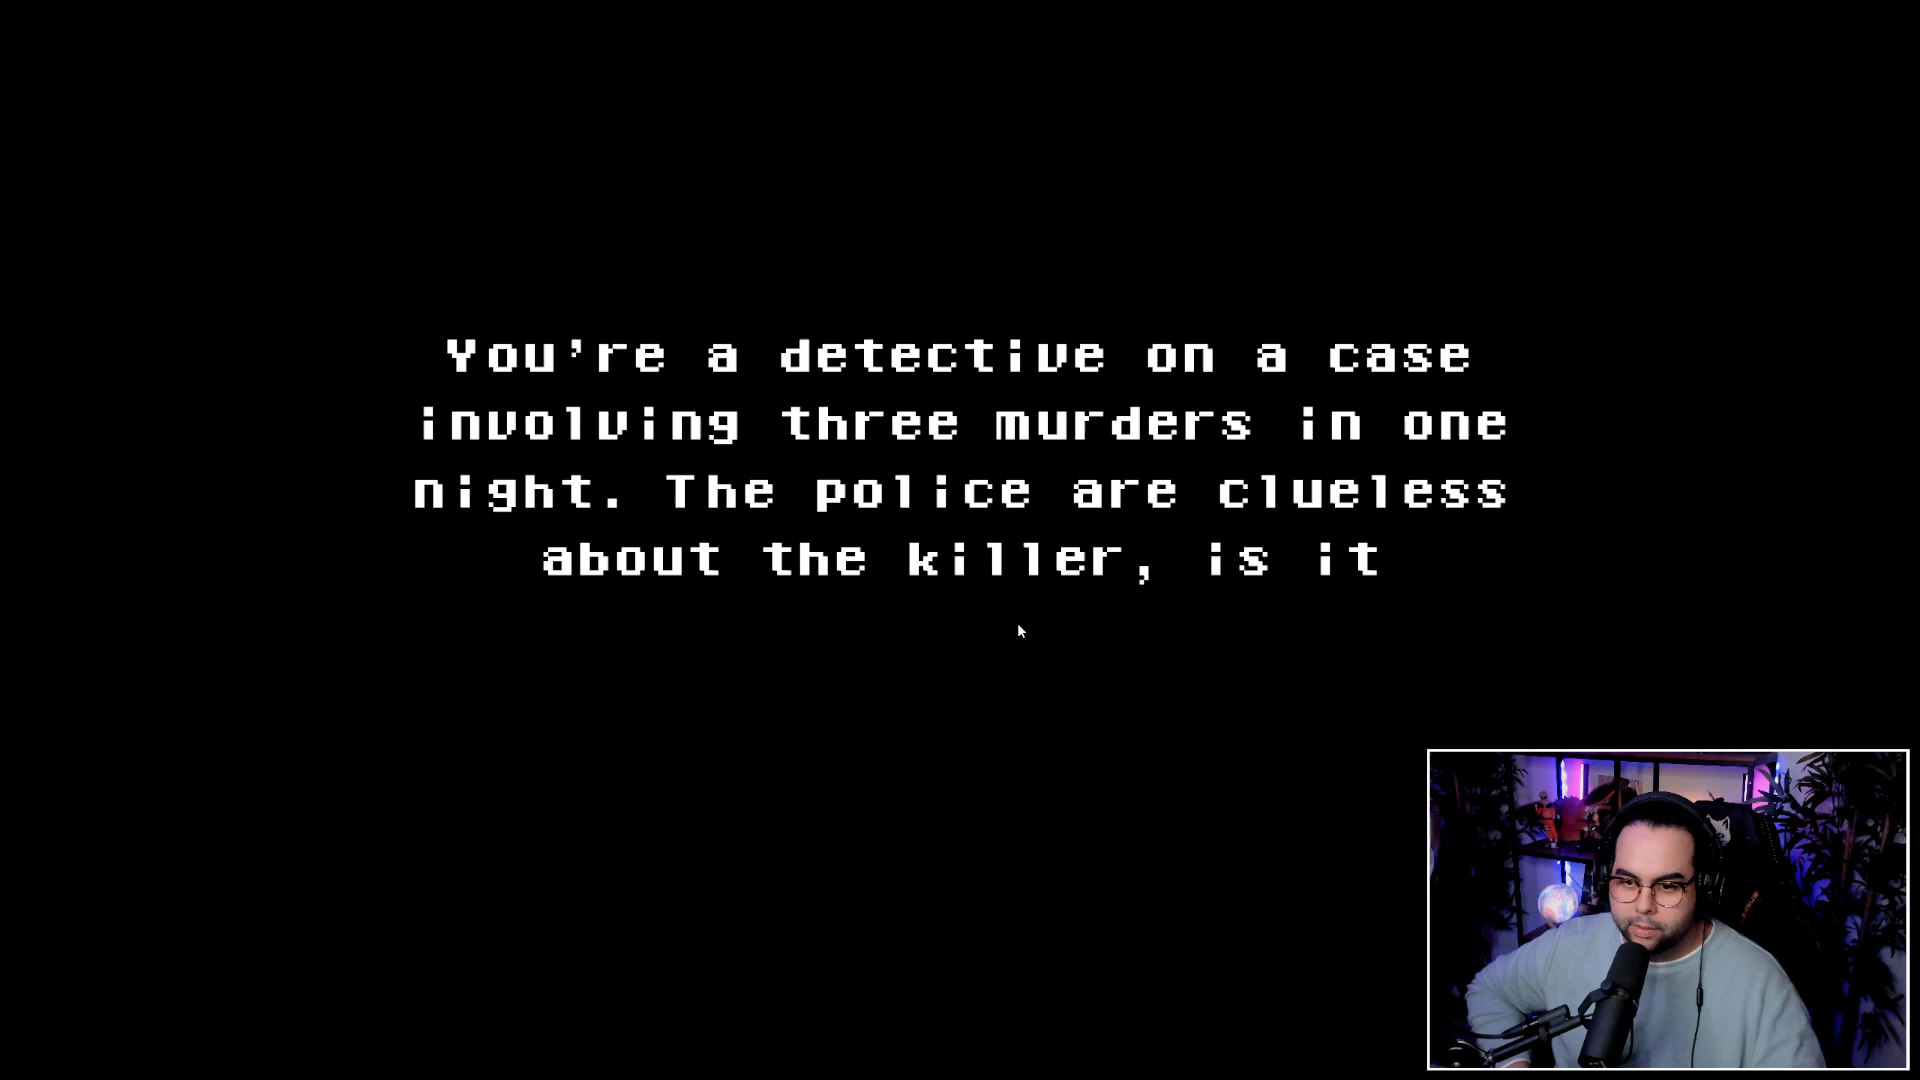 You're a detective on a case
involving three murders in one
night. The police are clueless
about the killer, is it